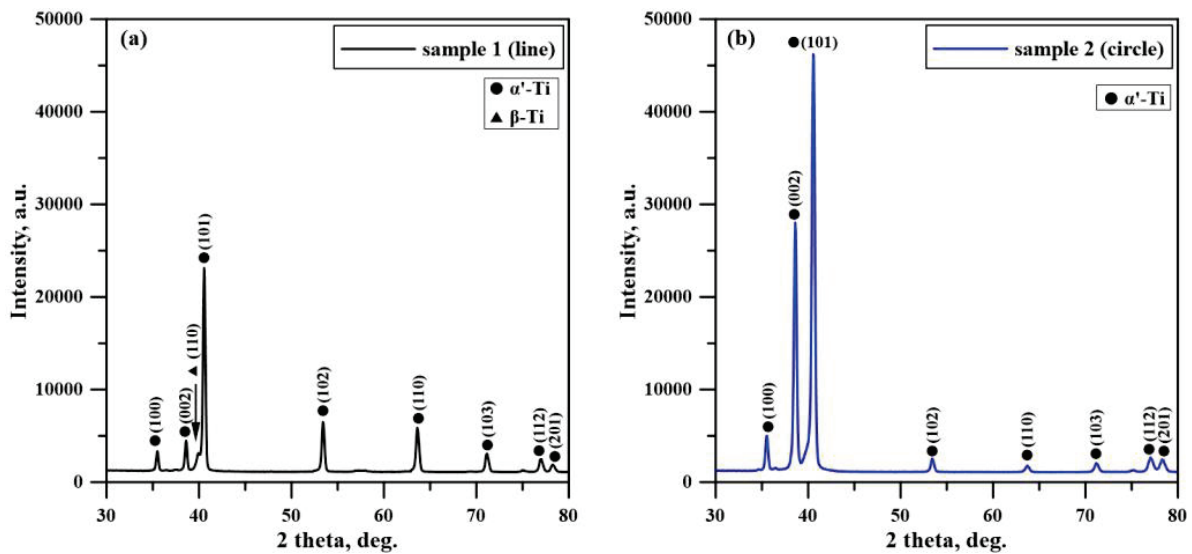 (a)
sample 1 (line)
● α'-Ti
▲ β-Ti
50000
40000
30000
20000
10000
0
Intensity, a.u.
(100)
(002)
(110)
(101)
(102)
(110)
(103)
(112)
(201)
30 40 50 60 70 80
2 theta, deg.
(b)
sample 2 (circle)
● α'-Ti
50000
40000
30000
20000
10000
0
Intensity, a.u.
(100)
(002)
(101)
(102)
(110)
(103)
(112)
(201)
30 40 50 60 70 80
2 theta, deg.